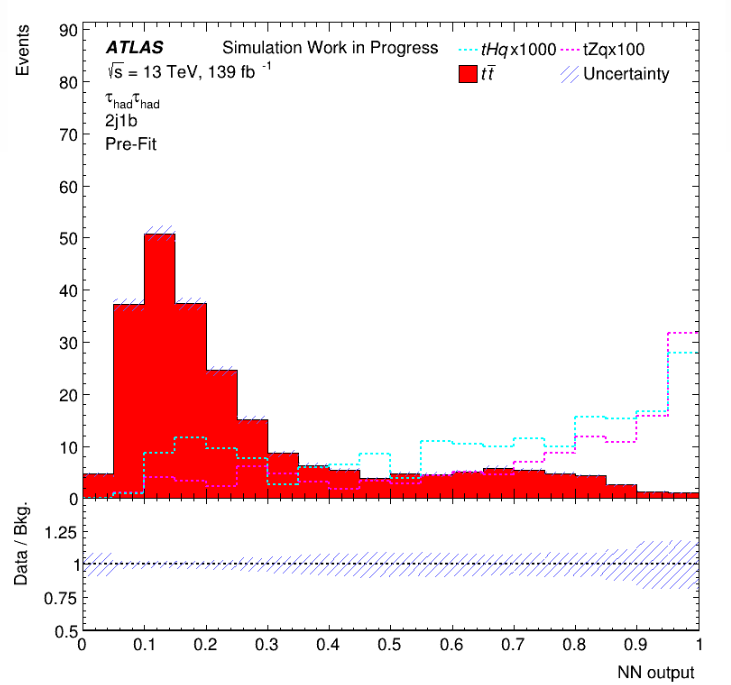 Events
90
80
70
60
50
40
30
20
10
0
ATLAS Simulation Work in Progress
√s = 13 TeV, 139 fb -1
τhadτhad
2j1b
Pre-Fit
tHqx1000 tZqx100
tt̄ Uncertainty
Data / Bkg.
1.25
1
0.75
0.5
0 0.1 0.2 0.3 0.4 0.5 0.6 0.7 0.8 0.9 1
NN output